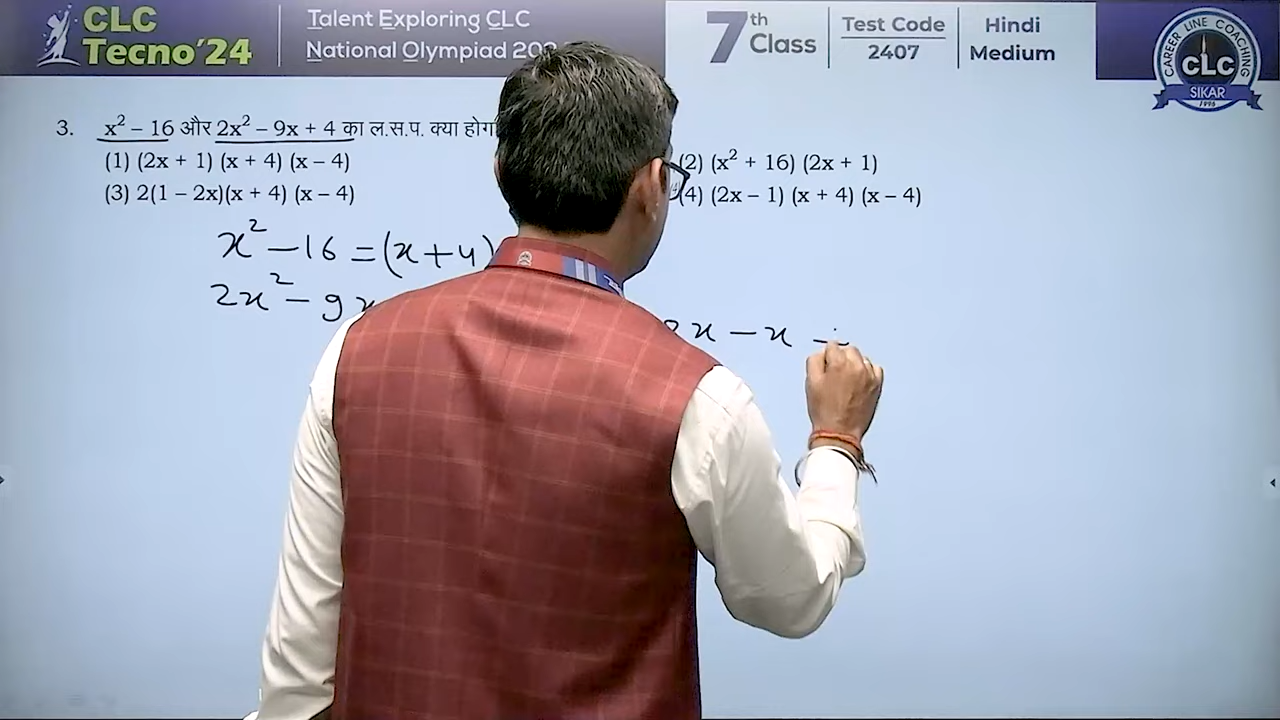 CLC
Tecno'24
Talent Exploring CLC
National Olympiad
7th Class
Test Code
2407
Hindi
Medium
CAREER LINE COACHING
CLC
SIKAR
1996
3. x² – 16 और 2x² – 9x + 4 का ल.स.प. क्या
(1) (2x + 1) (x + 4) (x – 4)
(2) (x² + 16) (2x + 1)
(3) 2(1 – 2x)(x + 4) (x – 4)
(4) (2x – 1) (x + 4) (x – 4)
x² – 16 = (x + 4)
2x² – 9x
x – x